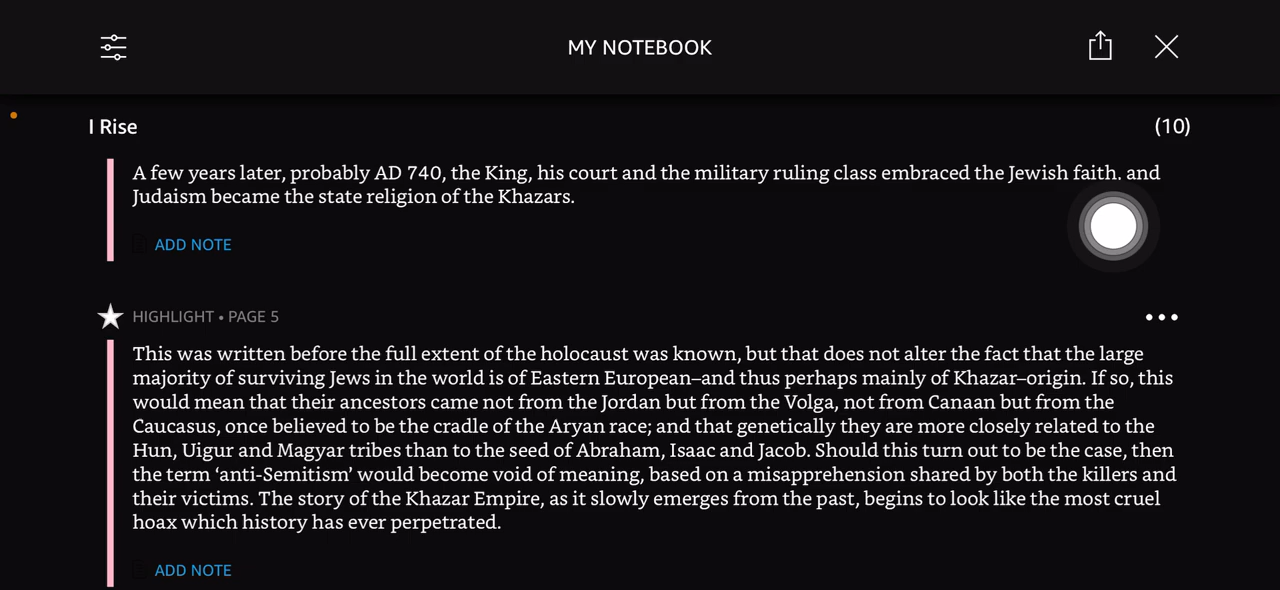 MY NOTEBOOK
I Rise
(10)
A few years later, probably AD 740, the King, his court and the military ruling class embraced the Jewish faith. and
Judaism became the state religion of the Khazars.
ADD NOTE
HIGHLIGHT • PAGE 5
This was written before the full extent of the holocaust was known, but that does not alter the fact that the large
majority of surviving Jews in the world is of Eastern European–and thus perhaps mainly of Khazar–origin. If so, this
would mean that their ancestors came not from the Jordan but from the Volga, not from Canaan but from the
Caucasus, once believed to be the cradle of the Aryan race; and that genetically they are more closely related to the
Hun, Uigur and Magyar tribes than to the seed of Abraham, Isaac and Jacob. Should this turn out to be the case, then
the term ‘anti-Semitism’ would become void of meaning, based on a misapprehension shared by both the killers and
their victims. The story of the Khazar Empire, as it slowly emerges from the past, begins to look like the most cruel
hoax which history has ever perpetrated.
ADD NOTE